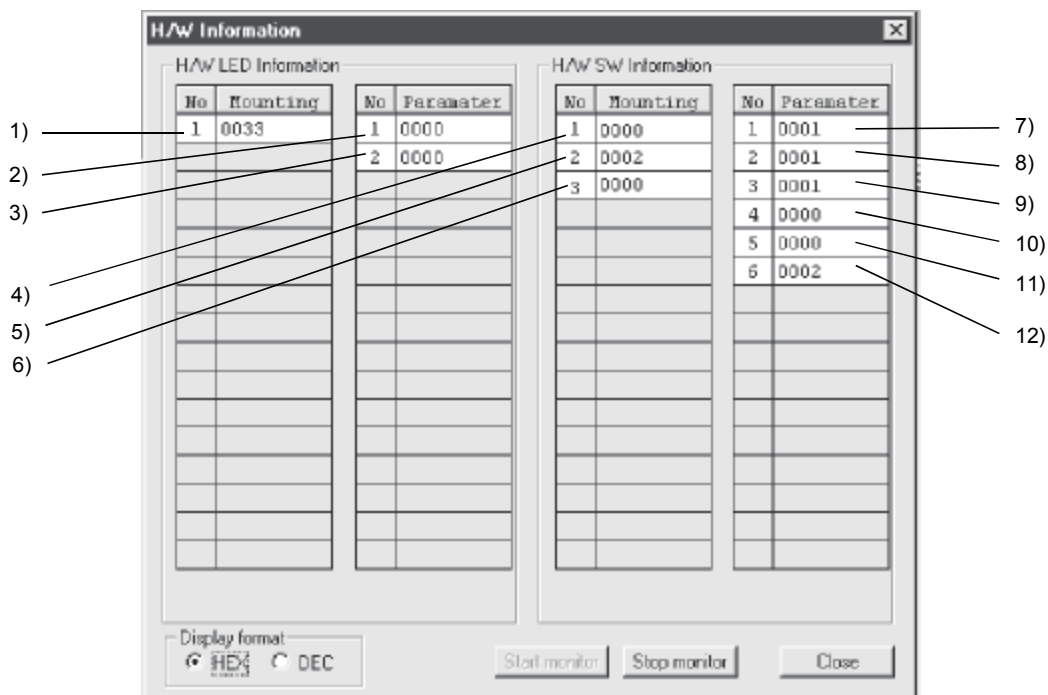 H/W Information
H/W LED Information
H/W SW Information
No Mounting
No Paramater
No Mounting
No Paramater
1 0033
1 0000
2 0000
1 0000
2 0002
3 0000
1 0001
2 0001
3 0001
4 0000
5 0000
6 0002
1)
2)
3)
4)
5)
6)
7)
8)
9)
10)
11)
12)
Display format
HEX
DEC
Start monitor
Stop monitor
Close